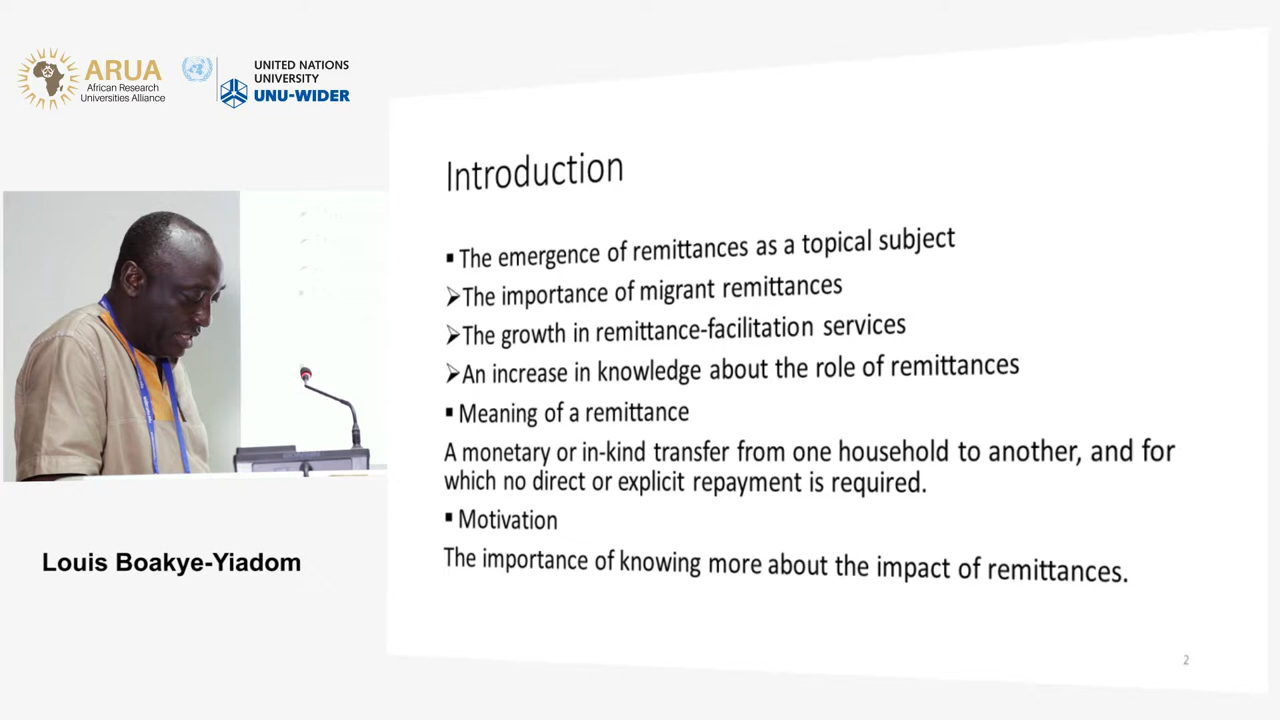 ARUA
African Research
Universities Alliance
UNITED NATIONS
UNIVERSITY
UNU-WIDER
Introduction
▪ The emergence of remittances as a topical subject
➢The importance of migrant remittances
➢The growth in remittance-facilitation services
➢An increase in knowledge about the role of remittances
▪ Meaning of a remittance
A monetary or in-kind transfer from one household to another, and for
which no direct or explicit repayment is required.
▪ Motivation
The importance of knowing more about the impact of remittances.
2
Louis Boakye-Yiadom